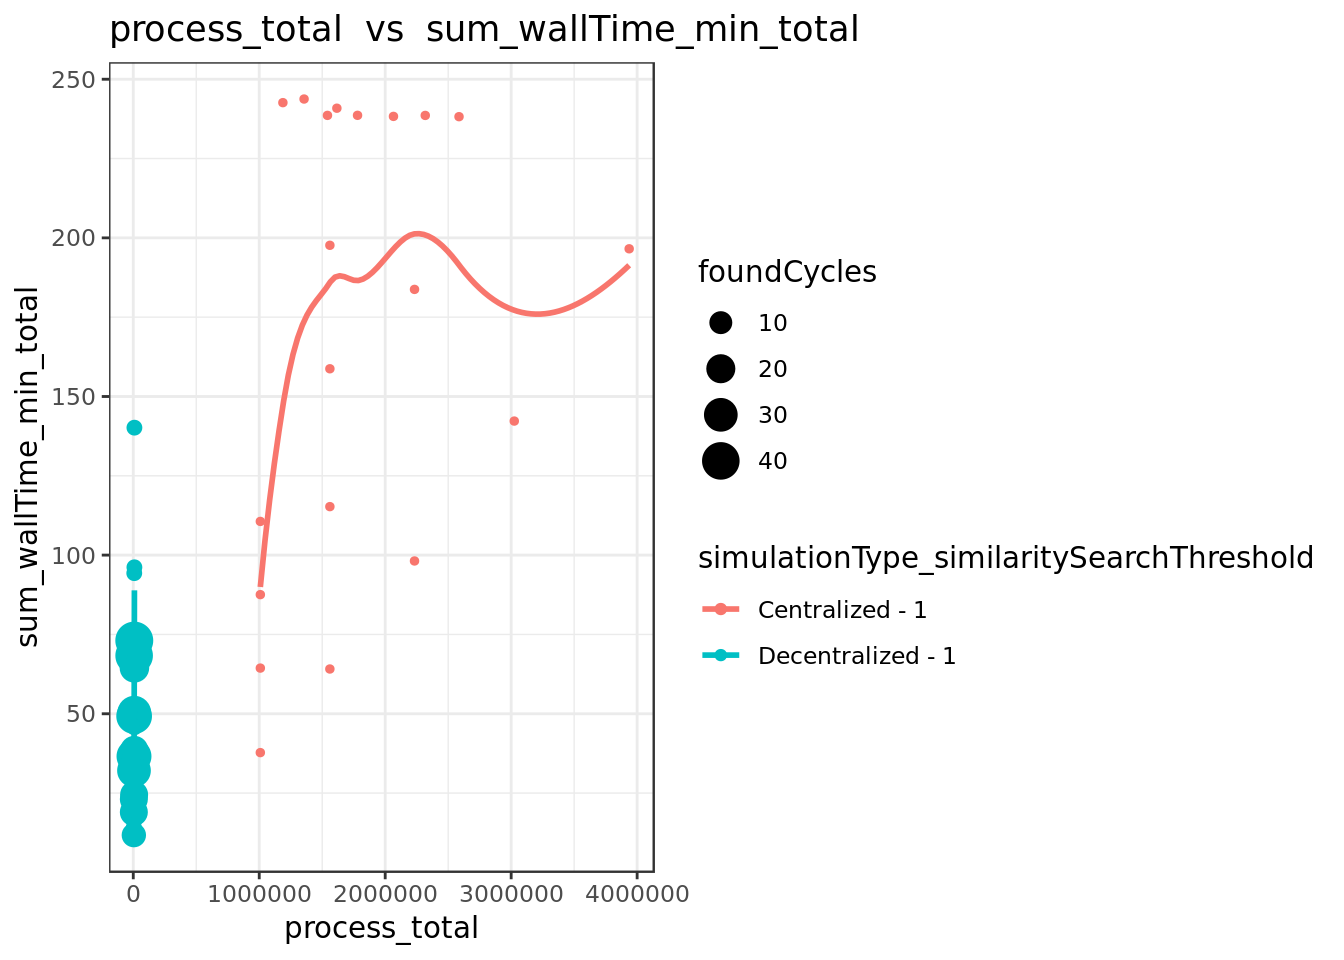 process_total  vs  sum_wallTime_min_total
250
200
150
100
50
sum_wallTime_min_total
0 1000000 2000000 3000000 4000000
process_total
foundCycles
10
20
30
40
simulationType_similaritySearchThreshold
Centralized - 1
Decentralized - 1